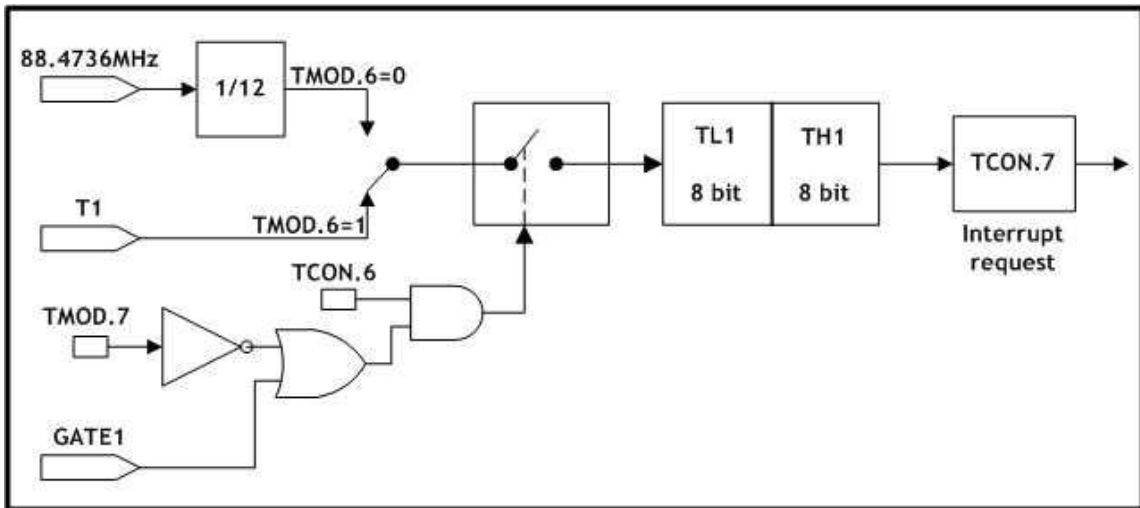 88.4736MHz
1/12
TMOD.6=0
T1
TMOD.6=1
TL1
8 bit
TH1
8 bit
TCON.7
Interrupt
request
TCON.6
TMOD.7
GATE1